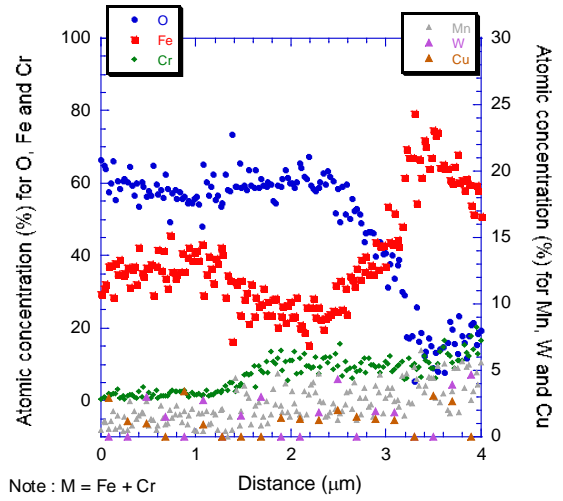 O
Fe
Cr
Mn
W
Cu
100
80
60
40
20
0
Atomic concentration (%) for O, Fe and Cr
30
25
20
15
10
5
0
Atomic concentration (%) for Mn, W and Cu
0 1 2 3 4
Distance (μm)
Note : M = Fe + Cr